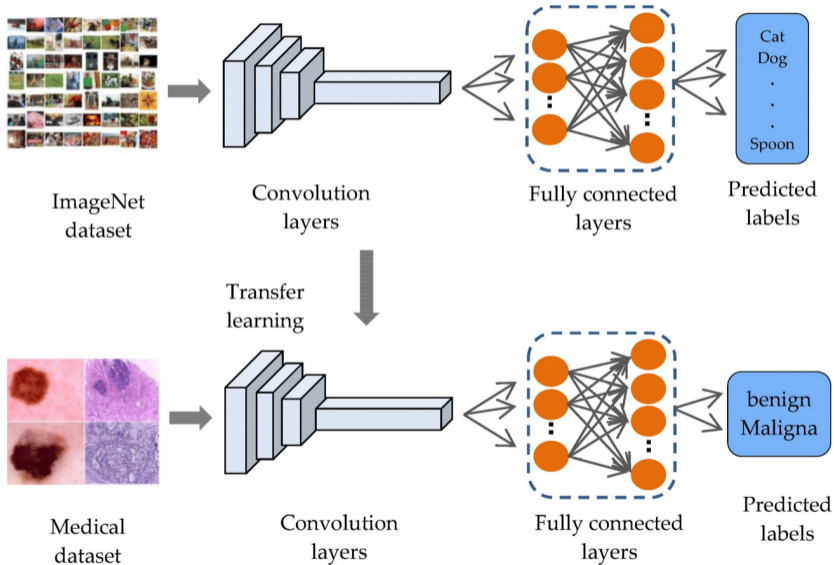 Cat
Dog
.
.
.
Spoon
ImageNet
dataset
Convolution
layers
Fully connected
layers
Predicted
labels
Transfer
learning
benign
Maligna
Medical
dataset
Convolution
layers
Fully connected
layers
Predicted
labels